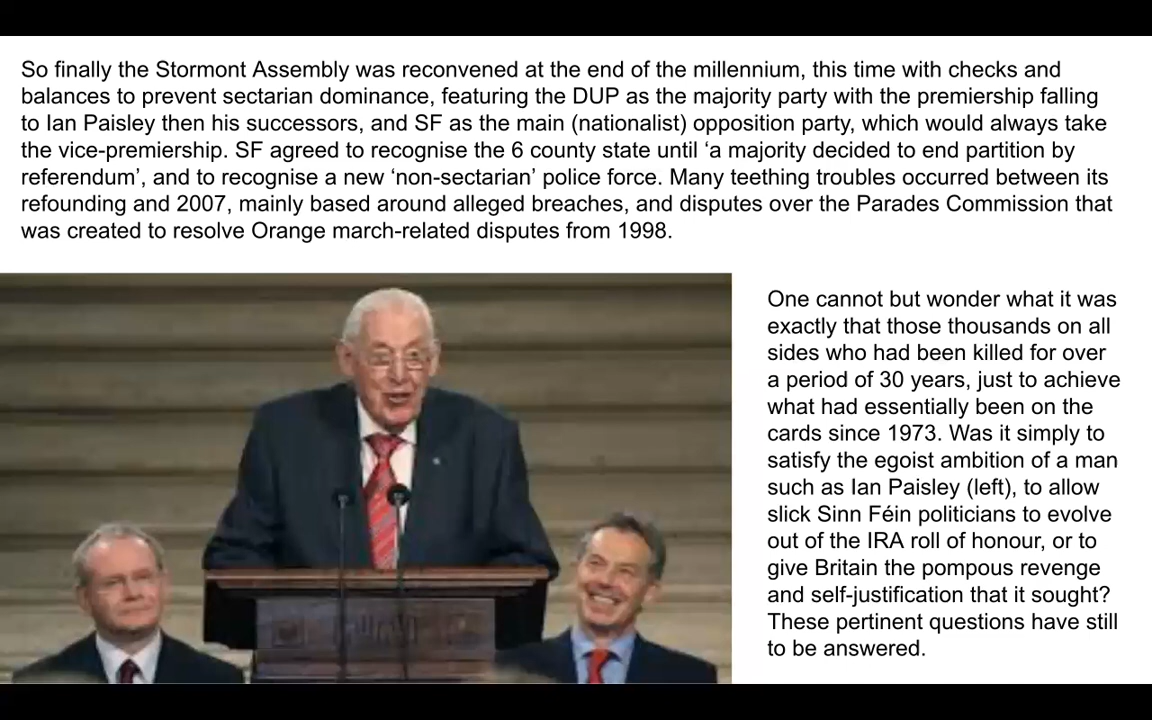 So finally the Stormont Assembly was reconvened at the end of the millennium, this time with checks and
balances to prevent sectarian dominance, featuring the DUP as the majority party with the premiership falling
to Ian Paisley then his successors, and SF as the main (nationalist) opposition party, which would always take
the vice-premiership. SF agreed to recognise the 6 county state until ‘a majority decided to end partition by
referendum’, and to recognise a new ‘non-sectarian’ police force. Many teething troubles occurred between its
refounding and 2007, mainly based around alleged breaches, and disputes over the Parades Commission that
was created to resolve Orange march-related disputes from 1998.
One cannot but wonder what it was
exactly that those thousands on all
sides who had been killed for over
a period of 30 years, just to achieve
what had essentially been on the
cards since 1973. Was it simply to
satisfy the egoist ambition of a man
such as Ian Paisley (left), to allow
slick Sinn Féin politicians to evolve
out of the IRA roll of honour, or to
give Britain the pompous revenge
and self-justification that it sought?
These pertinent questions have still
to be answered.